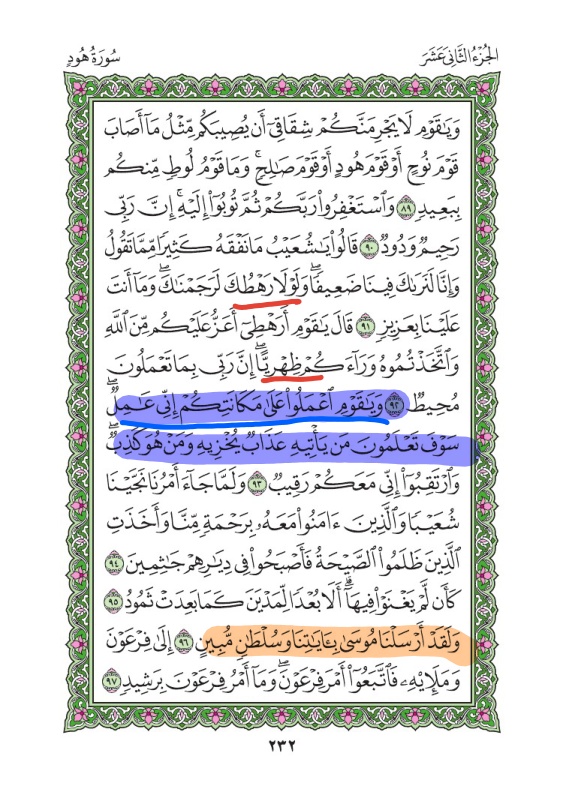 الجُزْءُ الثَّانِي عَشَرَ
سُورَةُ هُودٍ
وَيَٰقَوْمِ لَا يَجْرِمَنَّكُمْ شِقَاقِىٓ أَن يُصِيبَكُم مِّثْلُ مَآ أَصَابَ
قَوْمَ نُوحٍ أَوْ قَوْمَ هُودٍ أَوْ قَوْمَ صَٰلِحٍ ۚ وَمَا قَوْمُ لُوطٍ مِّنكُم
بِبَعِيدٍ ٨٩ وَٱسْتَغْفِرُوا۟ رَبَّكُمْ ثُمَّ تُوبُوٓا۟ إِلَيْهِ ۚ إِنَّ رَبِّى
رَحِيمٌ وَدُودٌ ٩٠ قَالُوا۟ يَٰشُعَيْبُ مَا نَفْقَهُ كَثِيرًا مِّمَّا تَقُولُ
وَإِنَّا لَنَرَىٰكَ فِينَا ضَعِيفًا ۖ وَلَوْلَا رَهْطُكَ لَرَجَمْنَٰكَ ۖ وَمَآ أَنتَ
عَلَيْنَا بِعَزِيزٍ ٩١ قَالَ يَٰقَوْمِ أَرَهْطِىٓ أَعَزُّ عَلَيْكُم مِّنَ ٱللَّهِ
وَٱتَّخَذْتُمُوهُ وَرَآءَكُمْ ظِهْرِيًّا ۖ إِنَّ رَبِّى بِمَا تَعْمَلُونَ
مُحِيطٌ ٩٢ وَيَٰقَوْمِ ٱعْمَلُوا۟ عَلَىٰ مَكَانَتِكُمْ إِنِّى عَٰمِلٌ ۖ
سَوْفَ تَعْلَمُونَ مَن يَأْتِيهِ عَذَابٌ يُخْزِيهِ وَمَنْ هُوَ كَٰذِبٌ ۖ
وَٱرْتَقِبُوٓا۟ إِنِّى مَعَكُمْ رَقِيبٌ ٩٣ وَلَمَّا جَآءَ أَمْرُنَا نَجَّيْنَا
شُعَيْبًا وَٱلَّذِينَ ءَامَنُوا۟ مَعَهُۥ بِرَحْمَةٍ مِّنَّا وَأَخَذَتِ
ٱلَّذِينَ ظَلَمُوا۟ ٱلصَّيْحَةُ فَأَصْبَحُوا۟ فِى دِيَٰرِهِمْ جَٰثِمِينَ ٩٤
كَأَن لَّمْ يَغْنَوْا۟ فِيهَآ ۗ أَلَا بُعْدًا لِّمَدْيَنَ كَمَا بَعِدَتْ ثَمُودُ ٩٥
وَلَقَدْ أَرْسَلْنَا مُوسَىٰ بِـَٔايَٰتِنَا وَسُلْطَٰنٍ مُّبِينٍ ٩٦ إِلَىٰ فِرْعَوْنَ
وَمَلَإِي۟هِۦ فَٱتَّبَعُوٓا۟ أَمْرَ فِرْعَوْنَ ۖ وَمَآ أَمْرُ فِرْعَوْنَ بِرَشِيدٍ ٩٧
٢٣٢